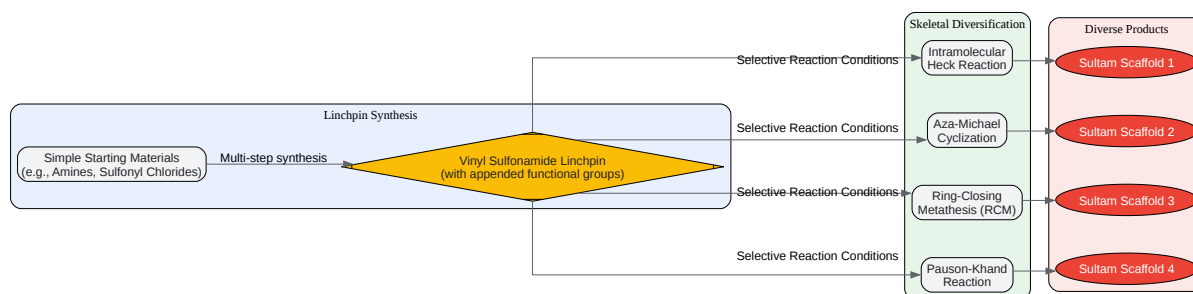 Skeletal Diversification
Diverse Products
Intramolecular
Heck Reaction
Selective Reaction Conditions
Sultam Scaffold 1
Linchpin Synthesis
Selective Reaction Conditions
Aza-Michael
Cyclization
Sultam Scaffold 2
Simple Starting Materials
(e.g., Amines, Sulfonyl Chlorides)
Multi-step synthesis
Vinyl Sulfonamide Linchpin
(with appended functional groups)
Selective Reaction Conditions
Ring-Closing
Metathesis (RCM)
Sultam Scaffold 3
Selective Reaction Conditions
Pauson-Khand
Reaction
Sultam Scaffold 4